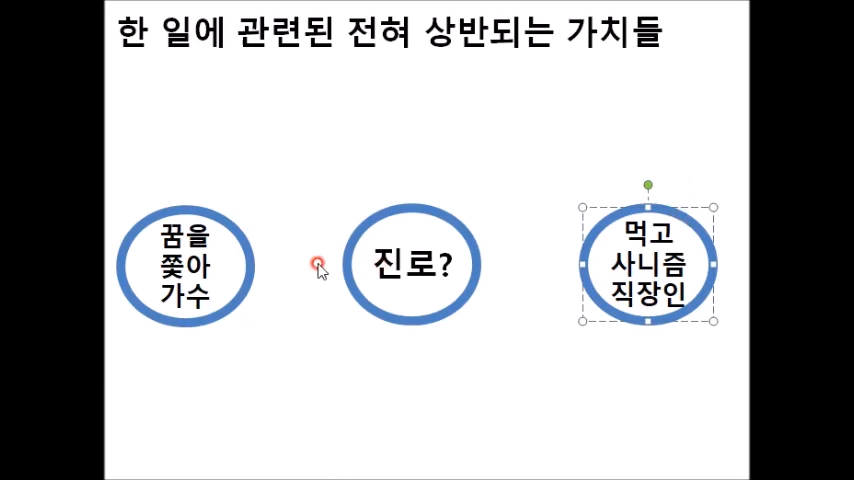 한 일에 관련된 전혀 상반되는 가치들
꿈을
쫓아
가수
진로?
먹고
사니즘
직장인